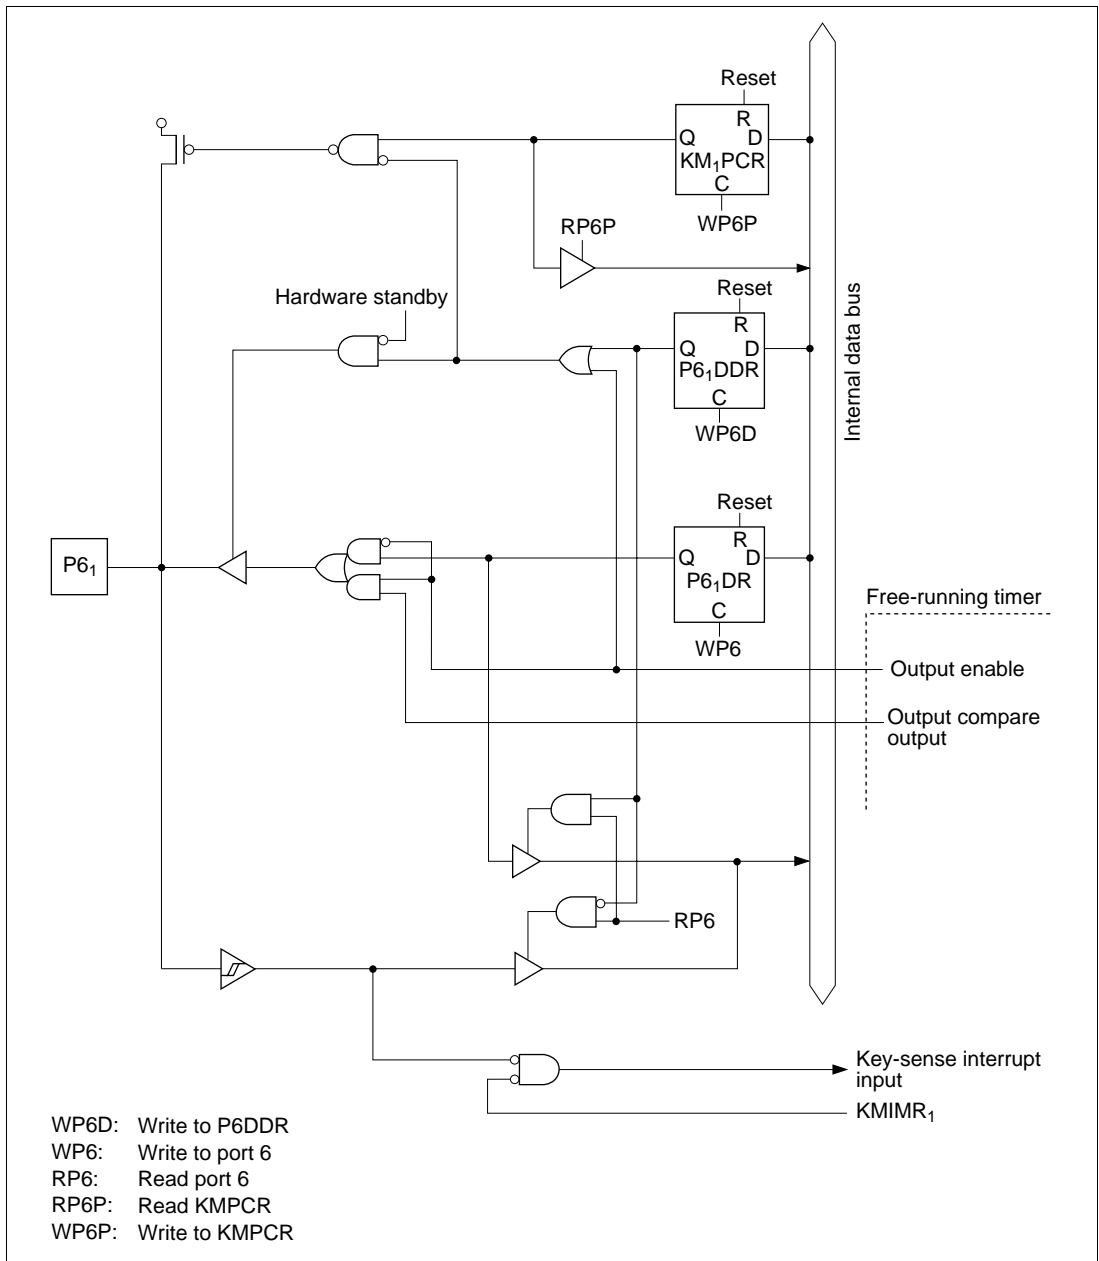 Reset
R
Q D
KM₁PCR
C
WP6P
RP6P
Hardware standby
Reset
R
Q D
P6₁DDR
C
WP6D
Internal data bus
Reset
R
Q D
P6₁DR
C
WP6
P6₁
Free-running timer
Output enable
Output compare
output
RP6
Key-sense interrupt
input
KMIMR₁
WP6D: Write to P6DDR
WP6: Write to port 6
RP6: Read port 6
RP6P: Read KMPCR
WP6P: Write to KMPCR